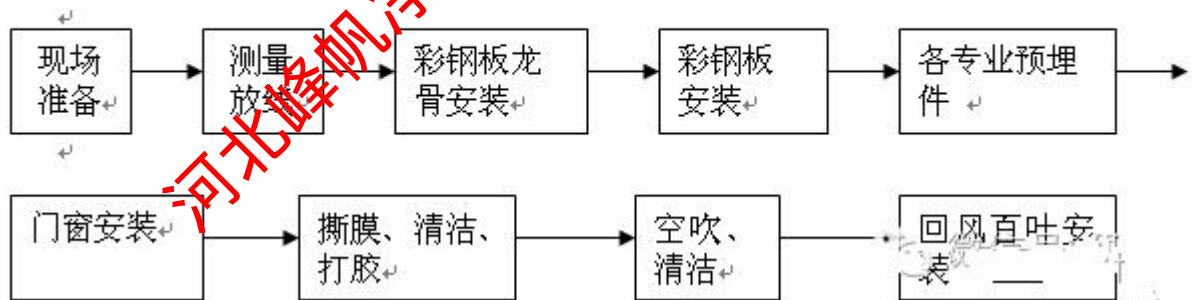 现场
准备
测量
放线
彩钢板龙
骨安装
彩钢板
安装
各专业预埋
件
门窗安装
撕膜、清洁、
打胶
空吹、
清洁
回风百叶安
装
河北峰帆净